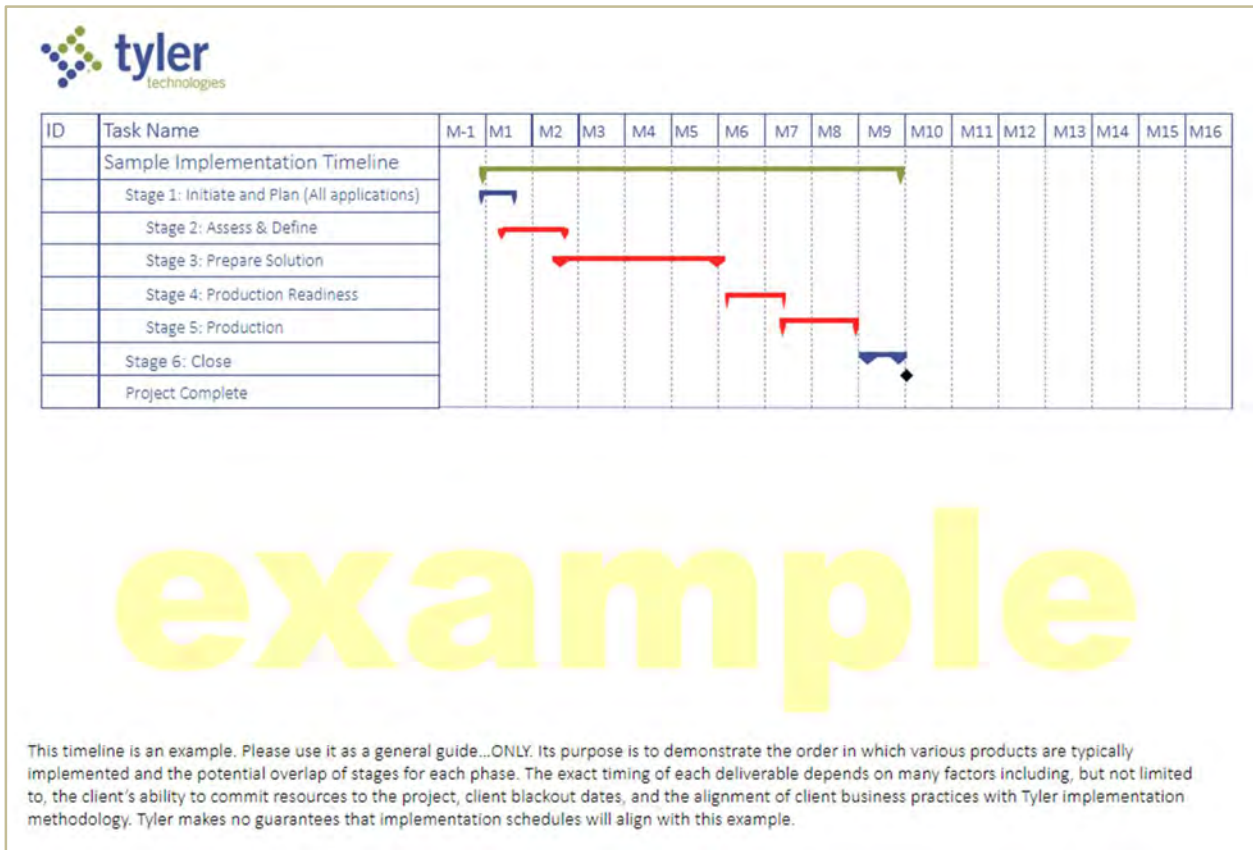 tyler
technologies
ID Task Name M-1 M1 M2 M3 M4 M5 M6 M7 M8 M9 M10 M11 M12 M13 M14 M15 M16
Sample Implementation Timeline
Stage 1: Initiate and Plan (All applications)
Stage 2: Assess & Define
Stage 3: Prepare Solution
Stage 4: Production Readiness
Stage 5: Production
Stage 6: Close
Project Complete
example
This timeline is an example. Please use it as a general guide...ONLY. Its purpose is to demonstrate the order in which various products are typically
implemented and the potential overlap of stages for each phase. The exact timing of each deliverable depends on many factors including, but not limited
to, the client's ability to commit resources to the project, client blackout dates, and the alignment of client business practices with Tyler implementation
methodology. Tyler makes no guarantees that implementation schedules will align with this example.